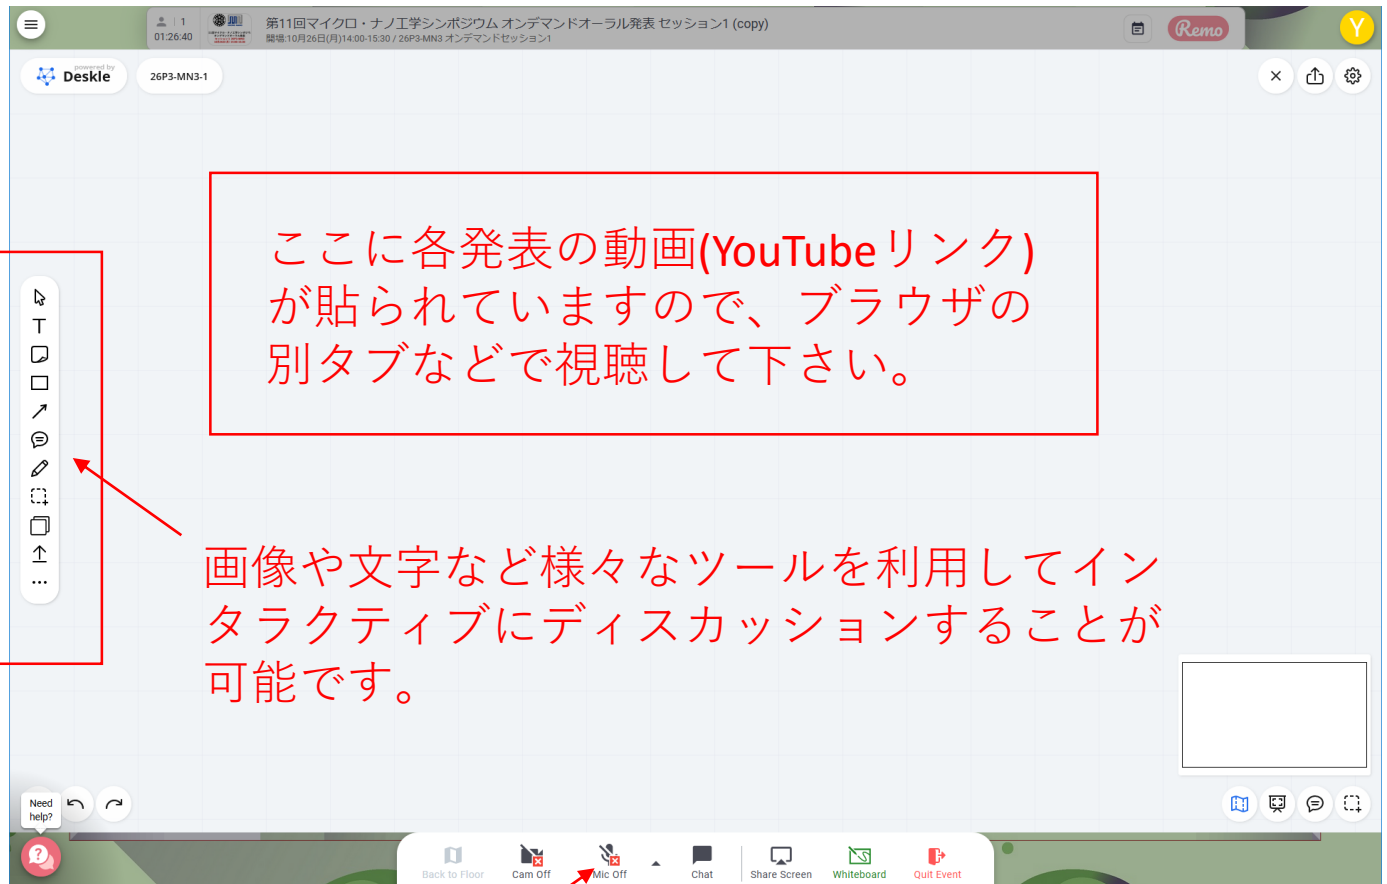 1
01:26:40
第11回マイクロ・ナノ工学シンポジウム オンデマンドオーラル発表 セッション1 (copy)
開場:10月26日(月)14:00-15:30 / 26P3-MN3 オンデマンドセッション1
Remo
Y
powered by
Deskle
26P3-MN3-1
ここに各発表の動画(YouTubeリンク)
が貼られていますので、ブラウザの
別タブなどで視聴して下さい。
T
画像や文字など様々なツールを利用してイン
タラクティブにディスカッションすることが
可能です。
Need
help?
Back to Floor
Cam Off
Mic Off
Chat
Share Screen
Whiteboard
Quit Event